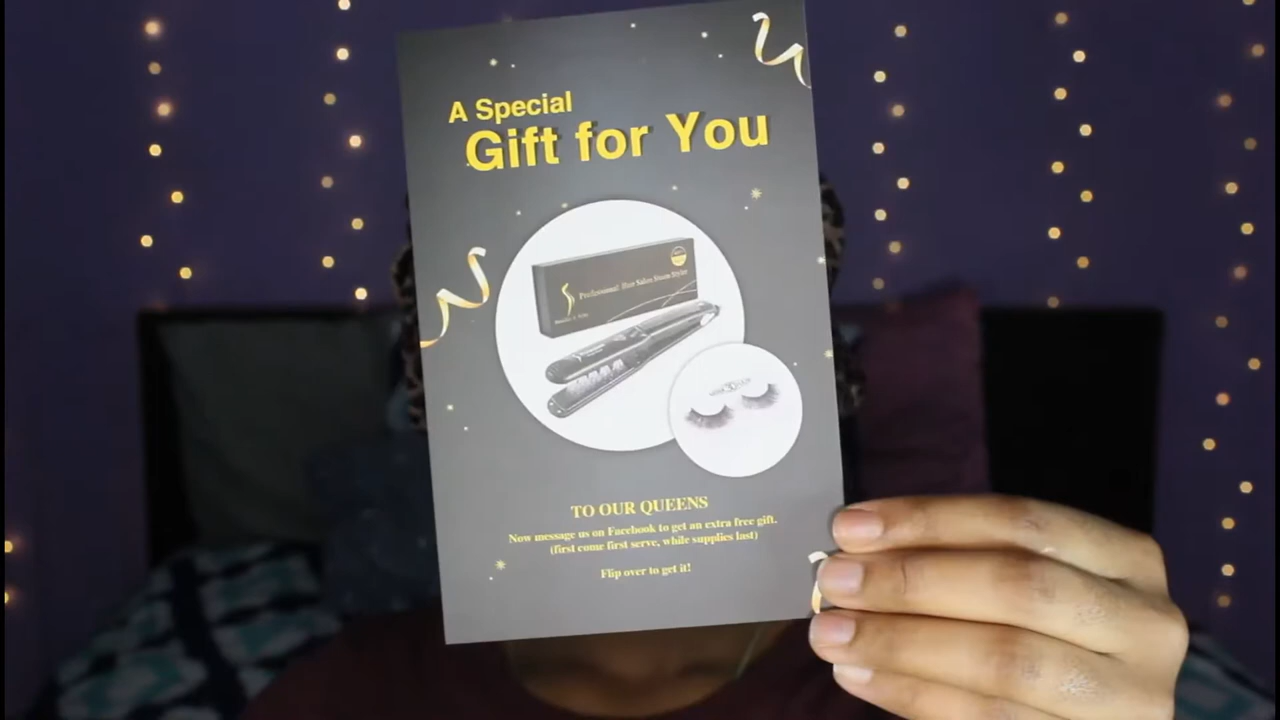 A Special
Gift for You
Professional Hair Salon Steam Styler
TO OUR QUEENS
Now message us on Facebook to get an extra free gift.
(first come first serve, while supplies last)
Flip over to get it!